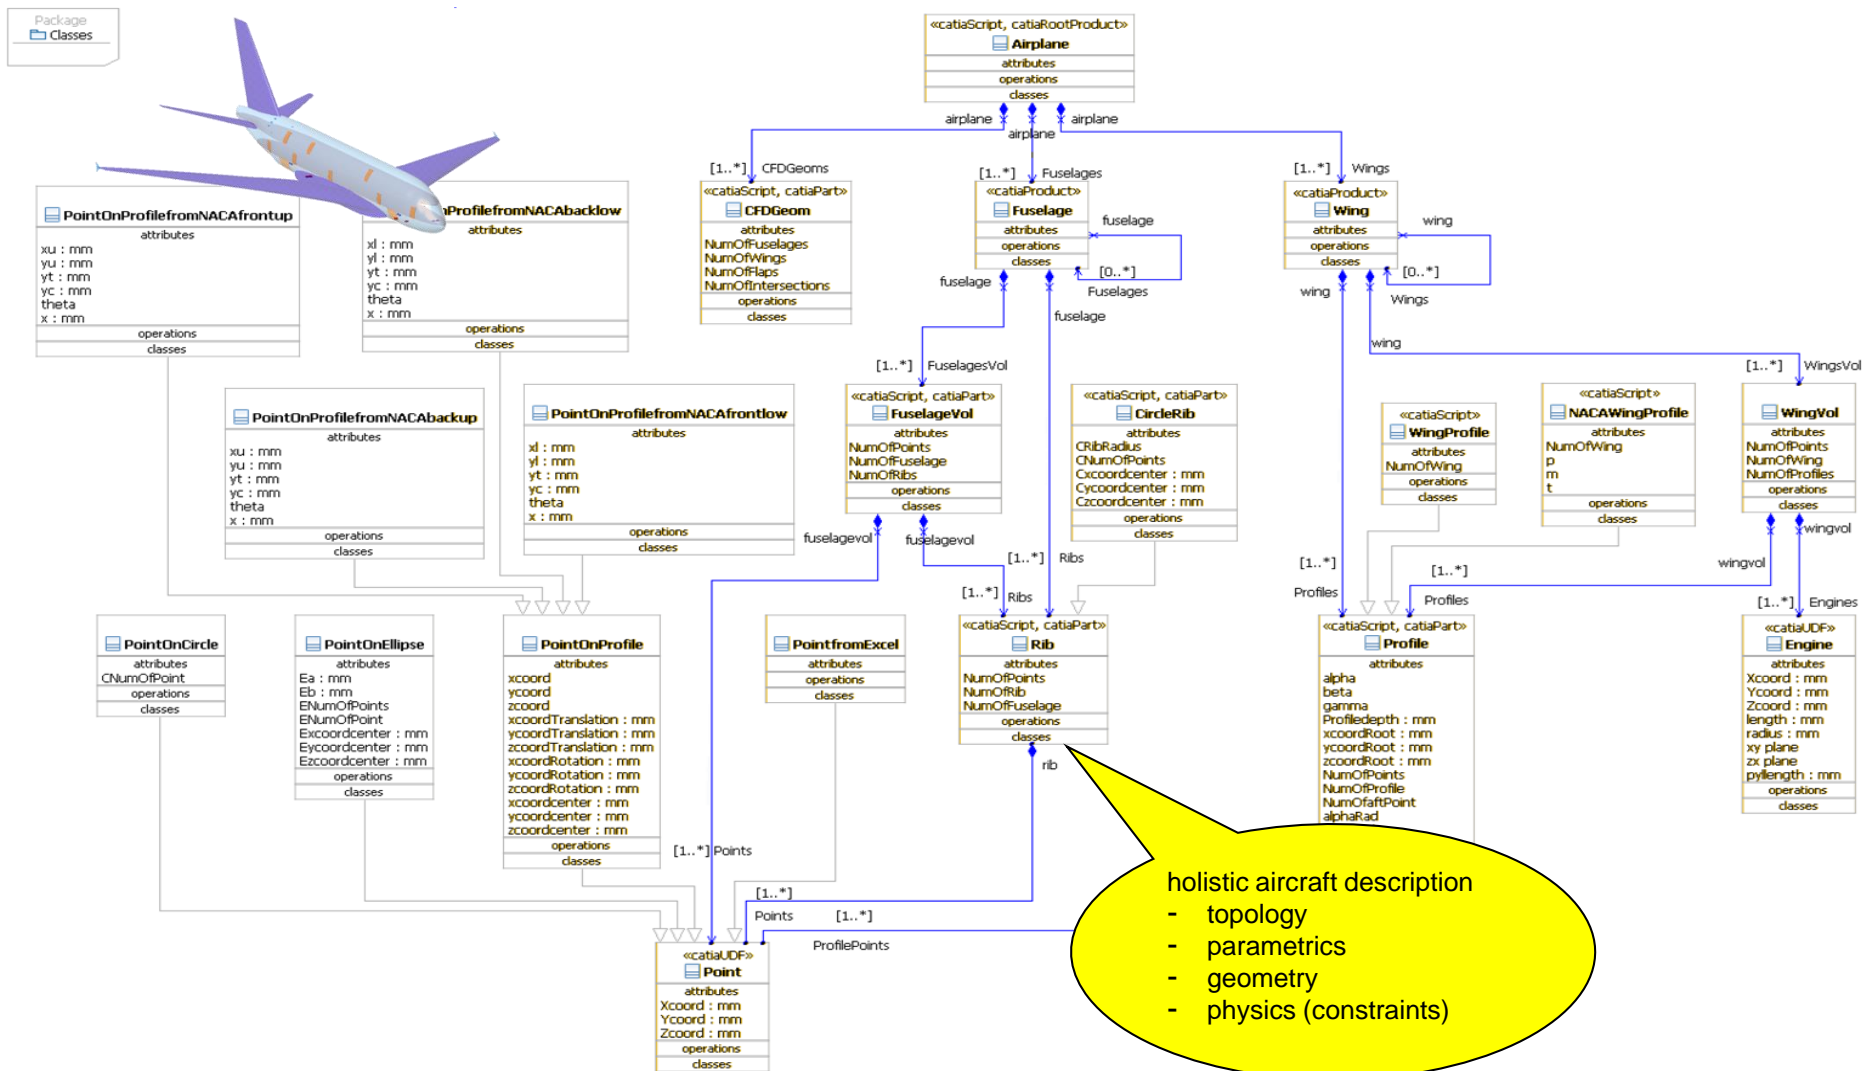 Package
Classes
«catiaScript, catiaRootProduct»
Airplane
attributes
operations
classes
airplane
airplane
airplane
[1..*] CFDGeoms
[1..*] Fuselages
[1..*] Wings
«catiaScript, catiaPart»
CFDGeom
attributes
NumOfFuselages
NumOfWings
NumOfFlaps
NumOfIntersections
operations
classes
«catiaProduct»
Fuselage
attributes
operations
classes
fuselage
[0..*]
Fuselages
«catiaProduct»
Wing
attributes
operations
classes
wing
[0..*]
Wings
PointOnProfilefromNACAfrontup
attributes
xu : mm
yu : mm
yt : mm
yc : mm
theta
x : mm
operations
classes
nProfilefromNACAbacklow
attributes
xl : mm
yl : mm
yt : mm
yc : mm
theta
x : mm
operations
classes
fuselage
fuselage
wing
wing
[1..*] FuselagesVol
[1..*] WingsVol
PointOnProfilefromNACAbackup
attributes
xu : mm
yu : mm
yt : mm
yc : mm
theta
x : mm
operations
classes
PointOnProfilefromNACAfrontlow
attributes
xl : mm
yl : mm
yt : mm
yc : mm
theta
x : mm
operations
classes
«catiaScript, catiaPart»
FuselageVol
attributes
NumOfPoints
NumOfFuselage
NumOfRibs
operations
classes
«catiaScript, catiaPart»
CircleRib
attributes
CRibRadius
CNumOfPoints
Cxcoordcenter : mm
Cycoordcenter : mm
Czcoordcenter : mm
operations
classes
«catiaScript»
WingProfile
attributes
NumOfWing
operations
classes
«catiaScript»
NACAWingProfile
attributes
NumOfWing
p
m
t
operations
classes
WingVol
attributes
NumOfPoints
NumOfWing
NumOfProfiles
operations
classes
fuselagevol
fuselagevol
wingvol
wingvol
[1..*] Ribs
[1..*] Ribs
[1..*]
Profiles
[1..*]
Profiles
[1..*] Engines
PointOnCircle
attributes
CNumOfPoint
operations
classes
PointOnEllipse
attributes
Ea : mm
Eb : mm
ENumOfPoints
ENumOfPoint
Excoordcenter : mm
Eycoordcenter : mm
Ezcoordcenter : mm
operations
classes
PointOnProfile
attributes
xcoord
ycoord
zcoord
xcoordTranslation : mm
ycoordTranslation : mm
zcoordTranslation : mm
xcoordRotation : mm
ycoordRotation : mm
zcoordRotation : mm
xcoordcenter : mm
ycoordcenter : mm
zcoordcenter : mm
operations
classes
PointfromExcel
attributes
operations
classes
«catiaScript, catiaPart»
Rib
attributes
NumOfPoints
NumOfRib
NumOfFuselage
operations
classes
rib
«catiaScript, catiaPart»
Profile
attributes
alpha
beta
gamma
Profiledepth : mm
xcoordRoot : mm
ycoordRoot : mm
zcoordRoot : mm
NumOfPoints
NumOfProfile
NumOfaftPoint
alphaRad
«catiaUDF»
Engine
attributes
Xcoord : mm
Ycoord : mm
Zcoord : mm
length : mm
radius : mm
xy plane
zx plane
pyllength : mm
operations
classes
[1..*] Points
[1..*]
Points
[1..*]
ProfilePoints
«catiaUDF»
Point
attributes
Xcoord : mm
Ycoord : mm
Zcoord : mm
operations
classes
holistic aircraft description
- topology
- parametrics
- geometry
- physics (constraints)